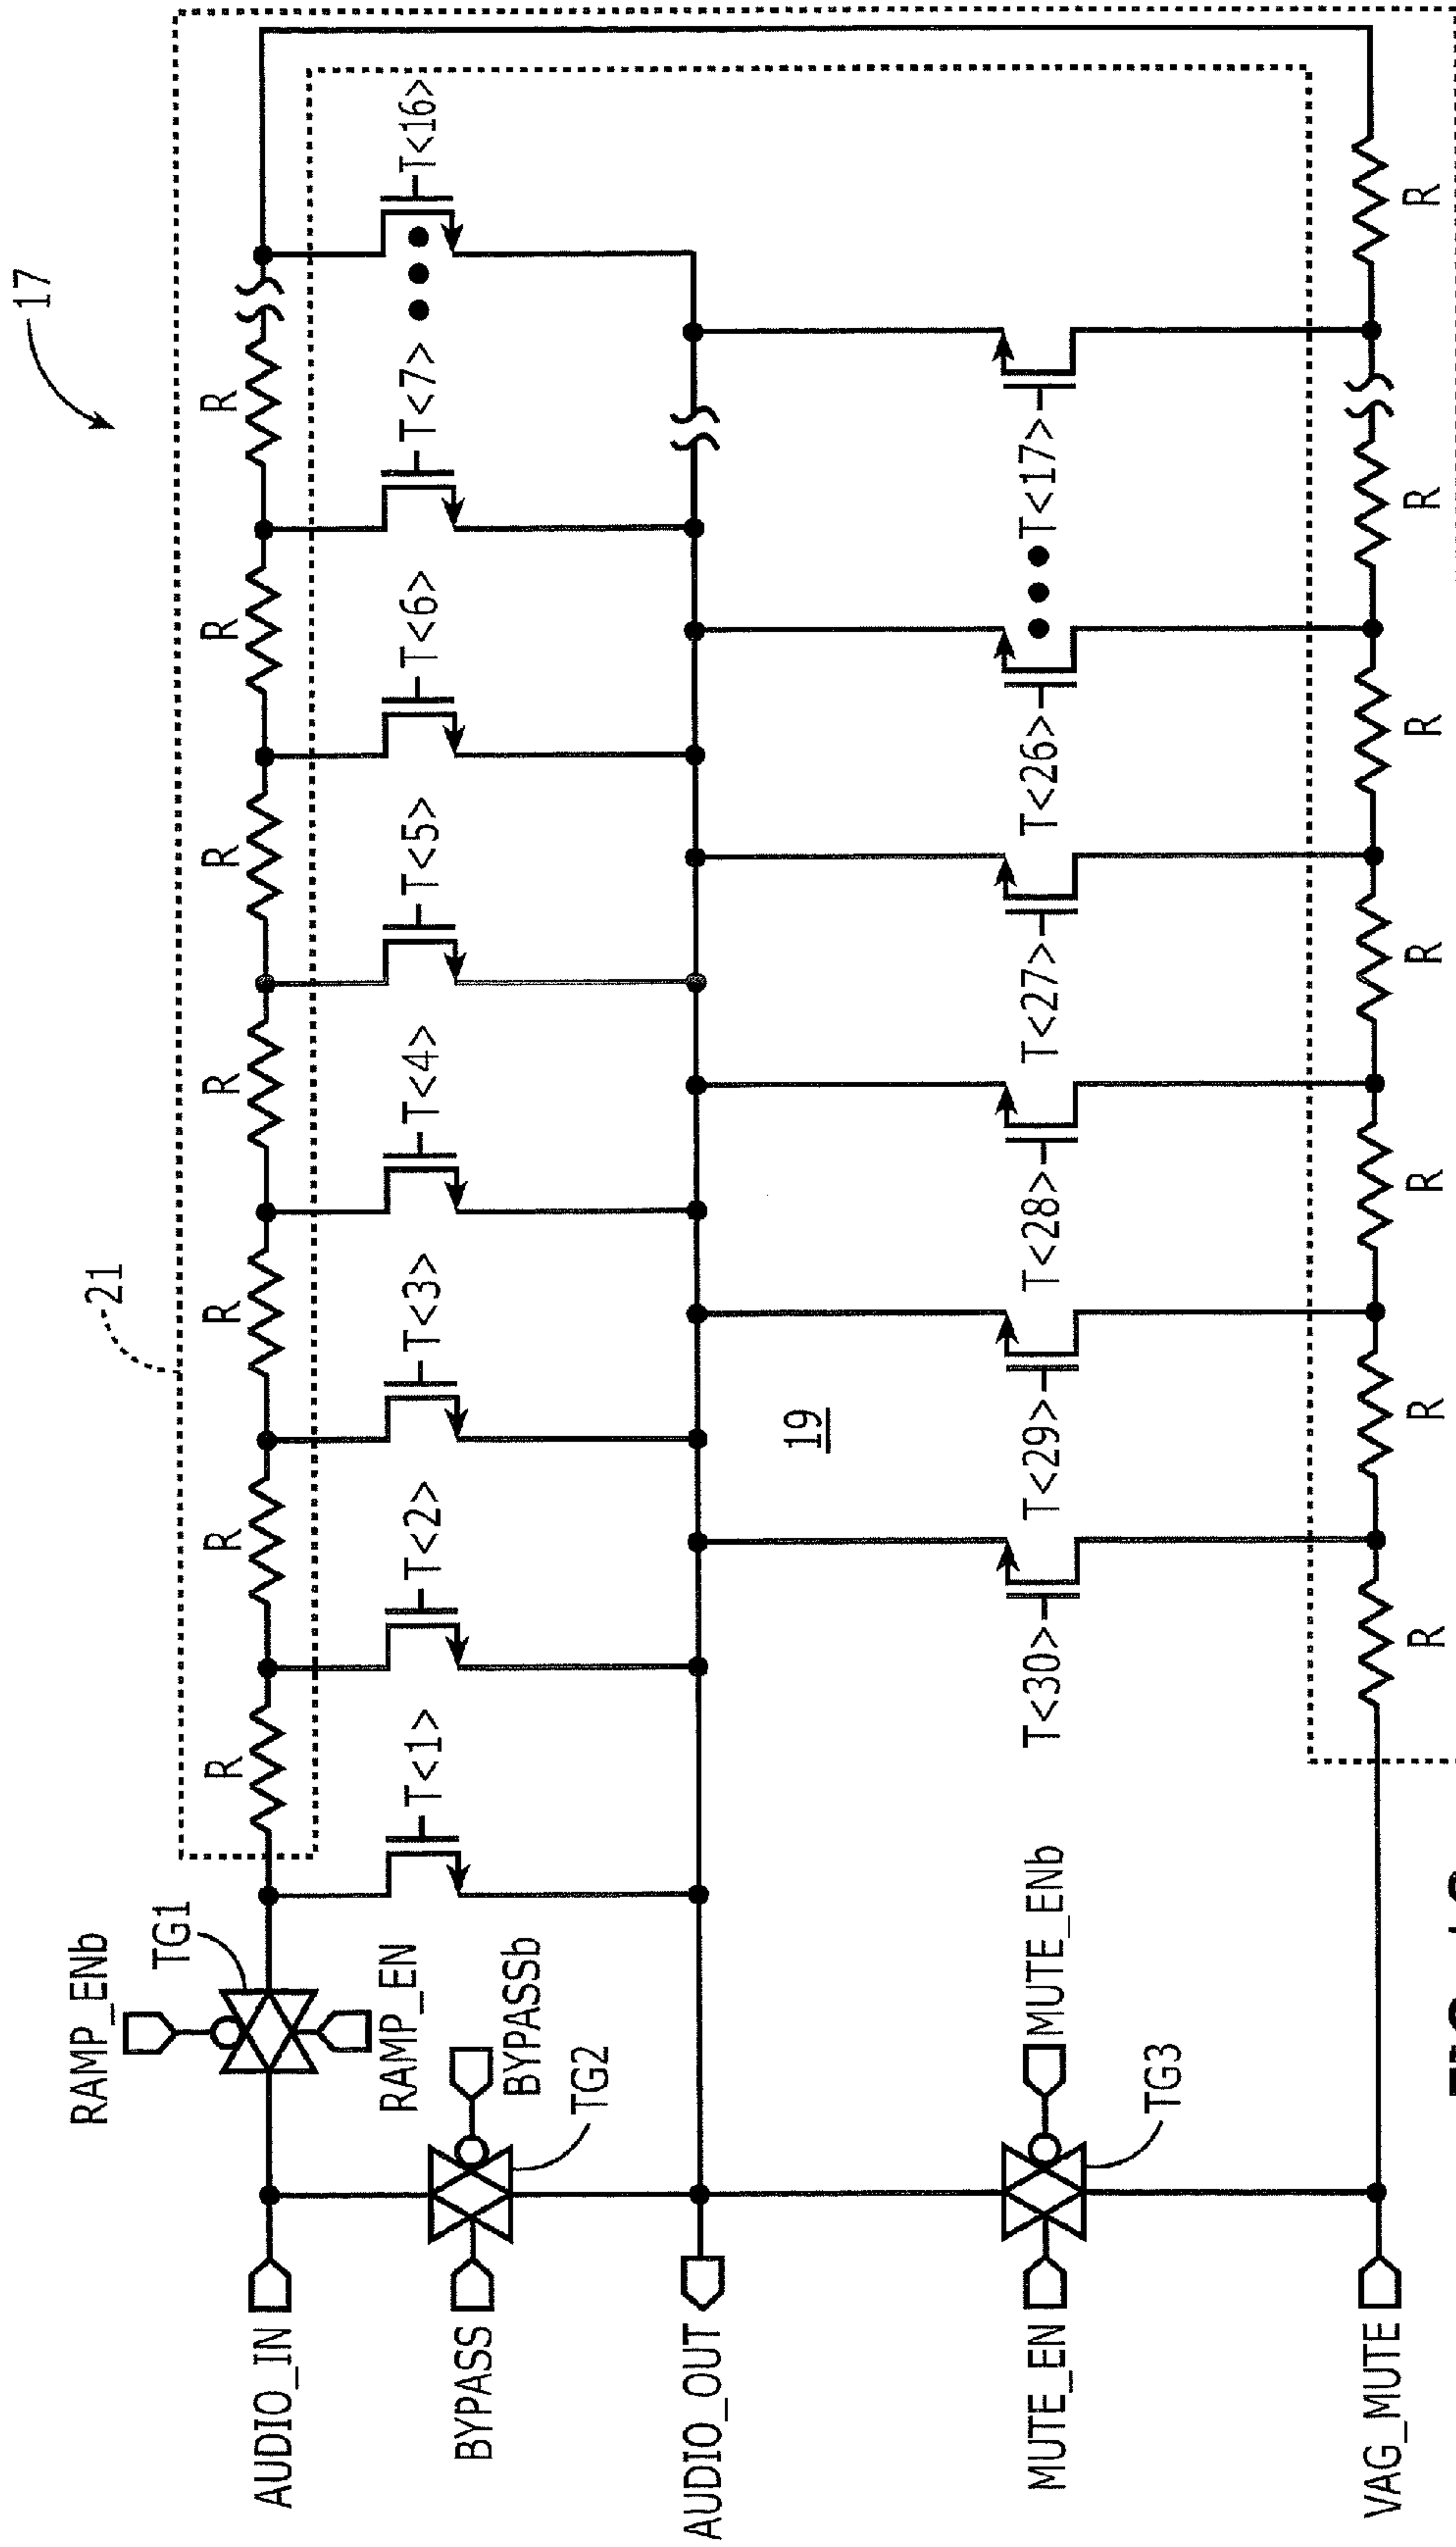 17
21
RAMP_ENb
TG1
R R R R R R R
AUDIO_IN
RAMP_EN
T<1> T<2> T<3> T<4> T<5> T<6> T<7> T<16>
BYPASS
BYPASSb
TG2
AUDIO_OUT
19
MUTE_EN MUTE_ENb T<30> T<29> T<28> T<27> T<26> T<17>
TG3
VAG_MUTE
R R R R R R R